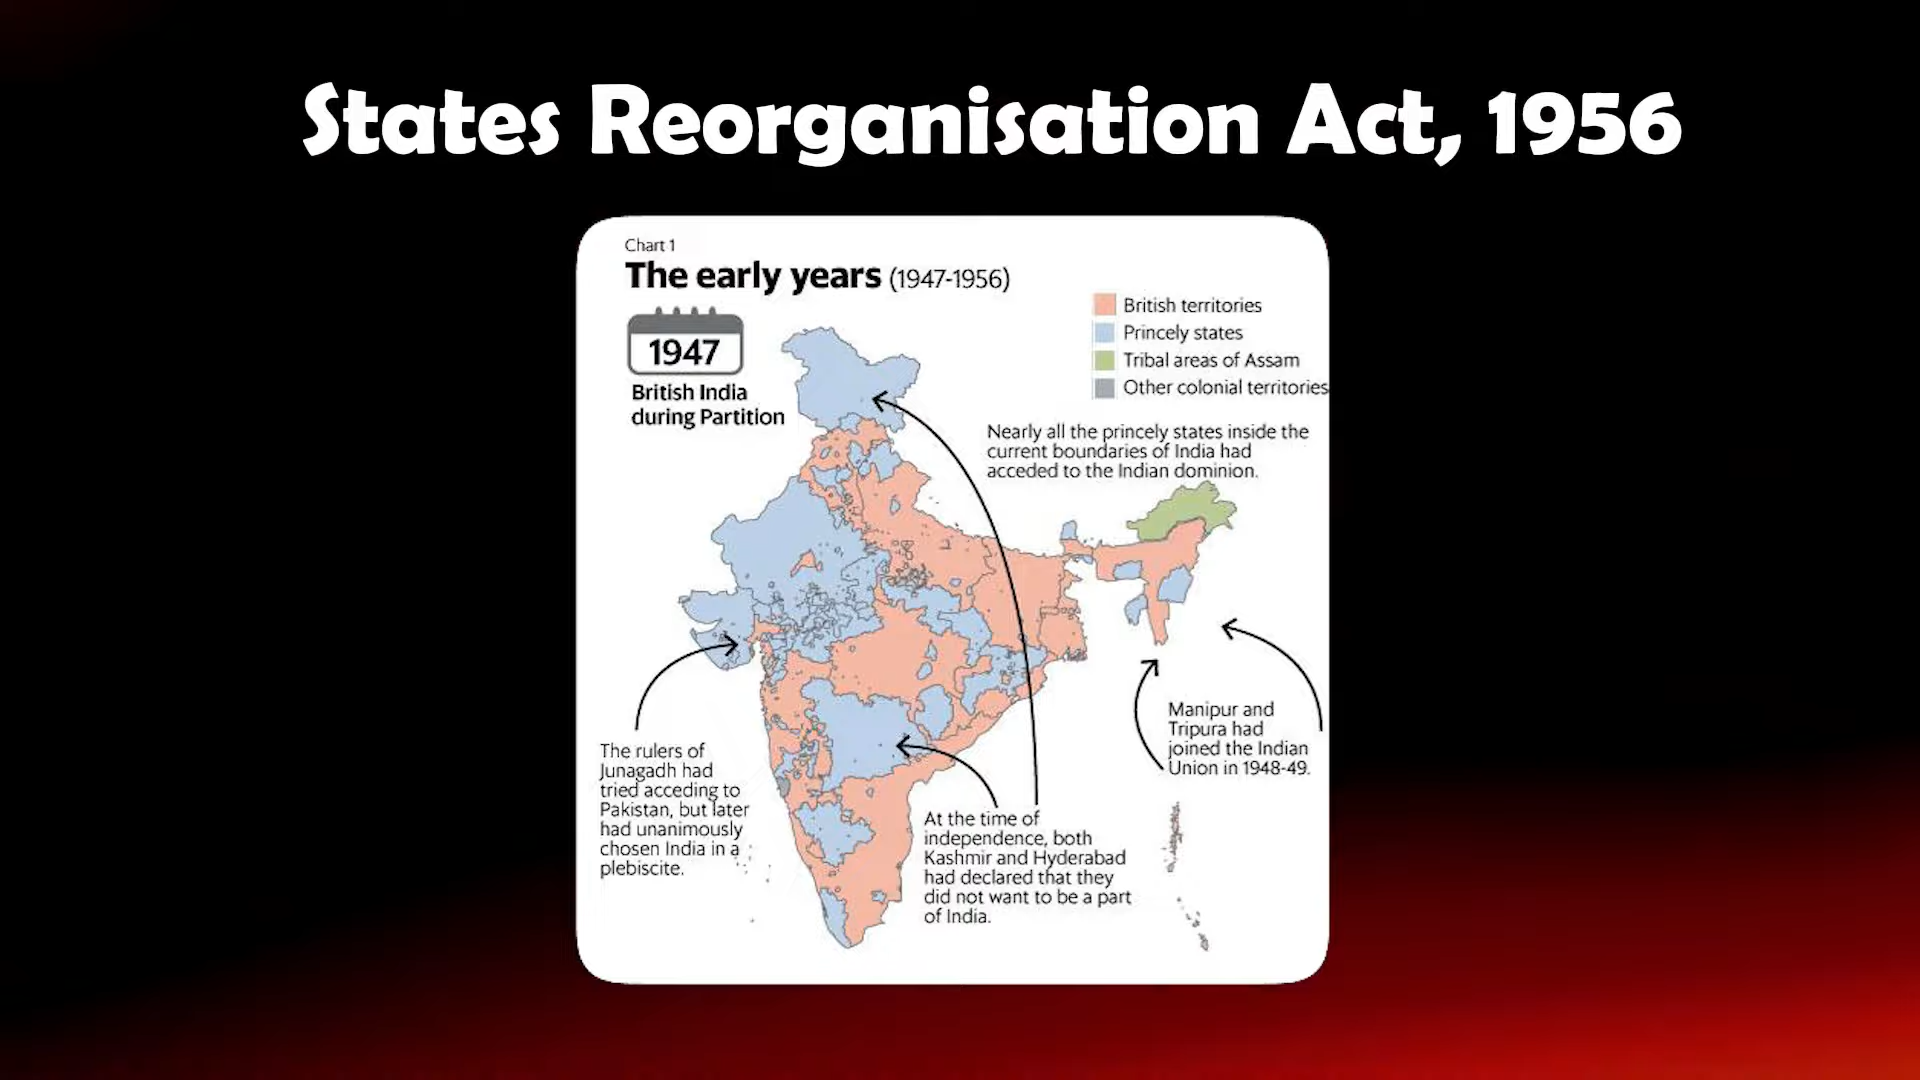 States Reorganisation Act, 1956
Chart 1
The early years (1947-1956)
1947
British India
during Partition
British territories
Princely states
Tribal areas of Assam
Other colonial territories
Nearly all the princely states inside the
current boundaries of India had
acceded to the Indian dominion.
The rulers of
Junagadh had
tried acceding to
Pakistan, but later
had unanimously
chosen India in a
plebiscite.
At the time of
independence, both
Kashmir and Hyderabad
had declared that they
did not want to be a part
of India.
Manipur and
Tripura had
joined the Indian
Union in 1948-49.